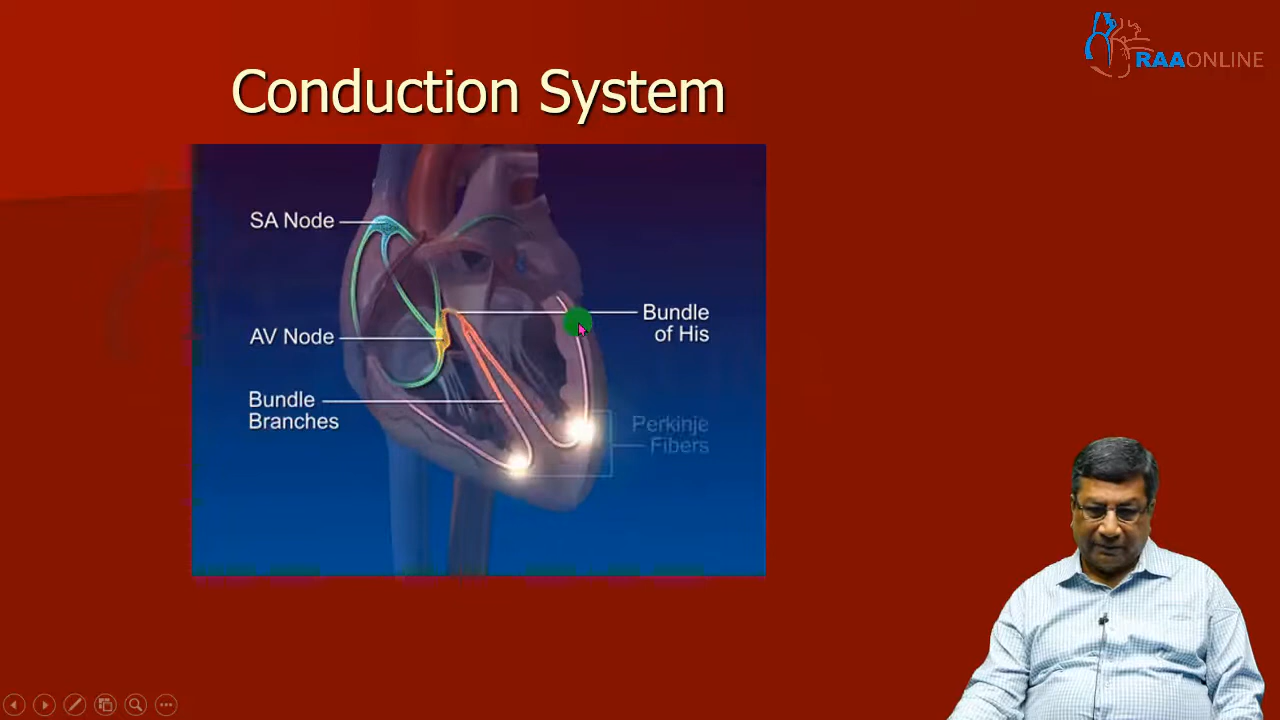 RAAONLINE
Conduction System
SA Node
Bundle
of His
AV Node
Bundle
Branches
Perkinje
Fibers